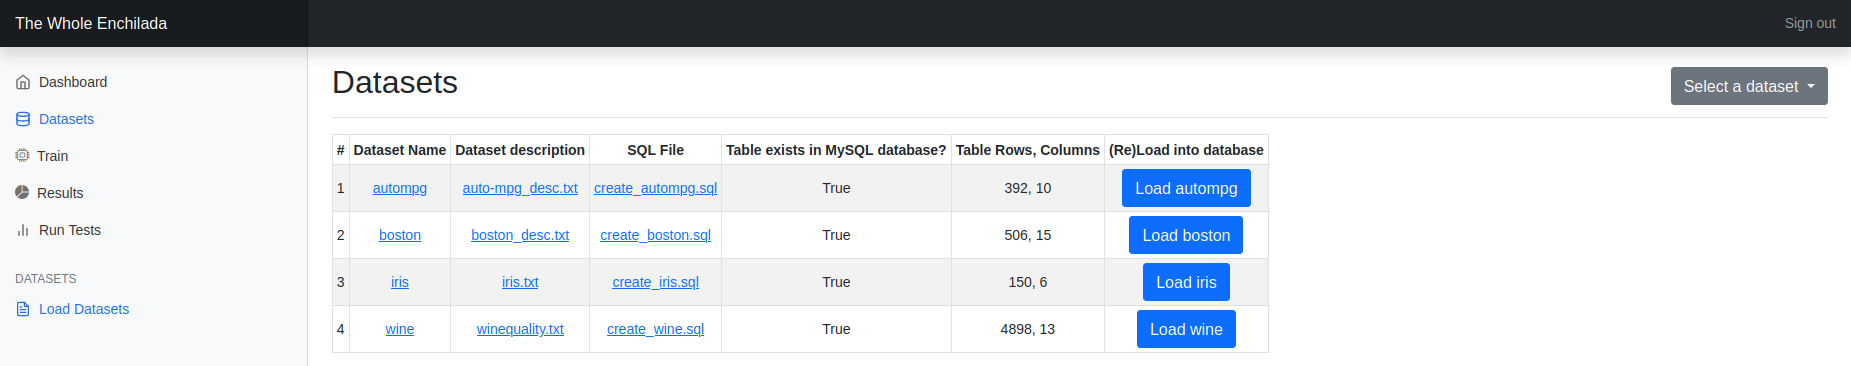 The Whole Enchilada
Sign out
Dashboard
Datasets
Train
Results
Run Tests
DATASETS
Load Datasets
Datasets
Select a dataset
# Dataset Name Dataset description SQL File Table exists in MySQL database? Table Rows, Columns (Re)Load into database
1 autompg auto-mpg_desc.txt create_autompg.sql True 392, 10 Load autompg
2 boston boston_desc.txt create_boston.sql True 506, 15 Load boston
3 iris iris.txt create_iris.sql True 150, 6 Load iris
4 wine winequality.txt create_wine.sql True 4898, 13 Load wine